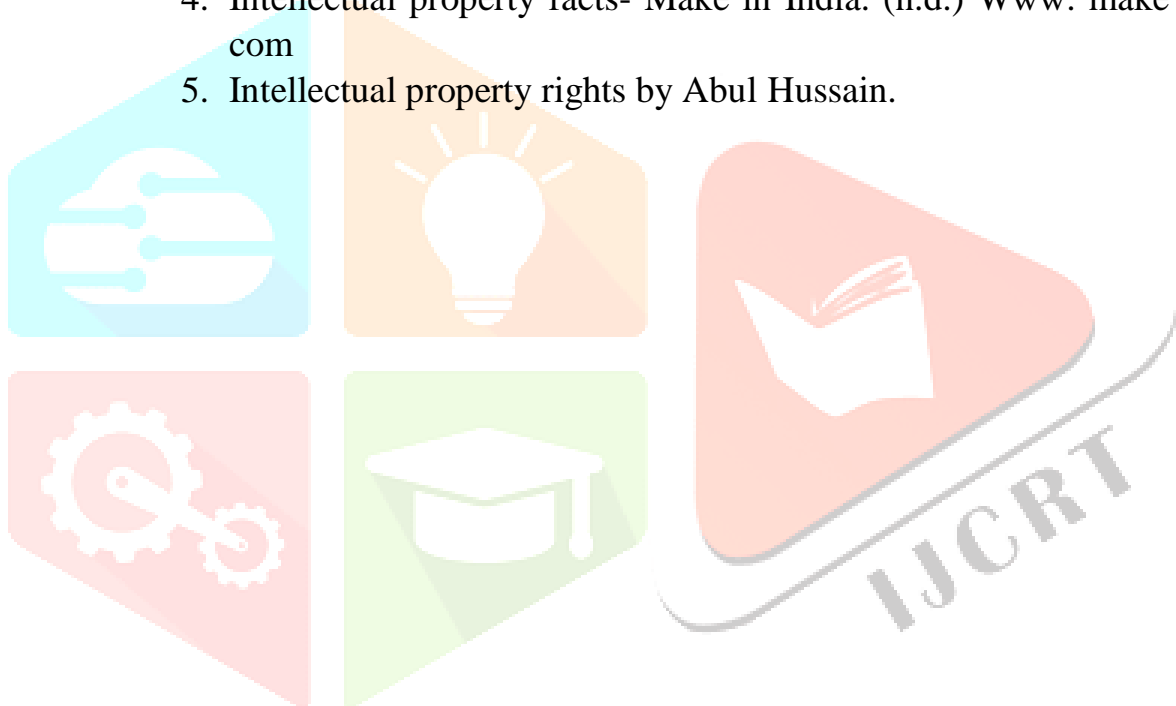 4. Intellectual property facts- Make in India. (n.d.) Www. make
com
5. Intellectual property rights by Abul Hussain.
IJCRT